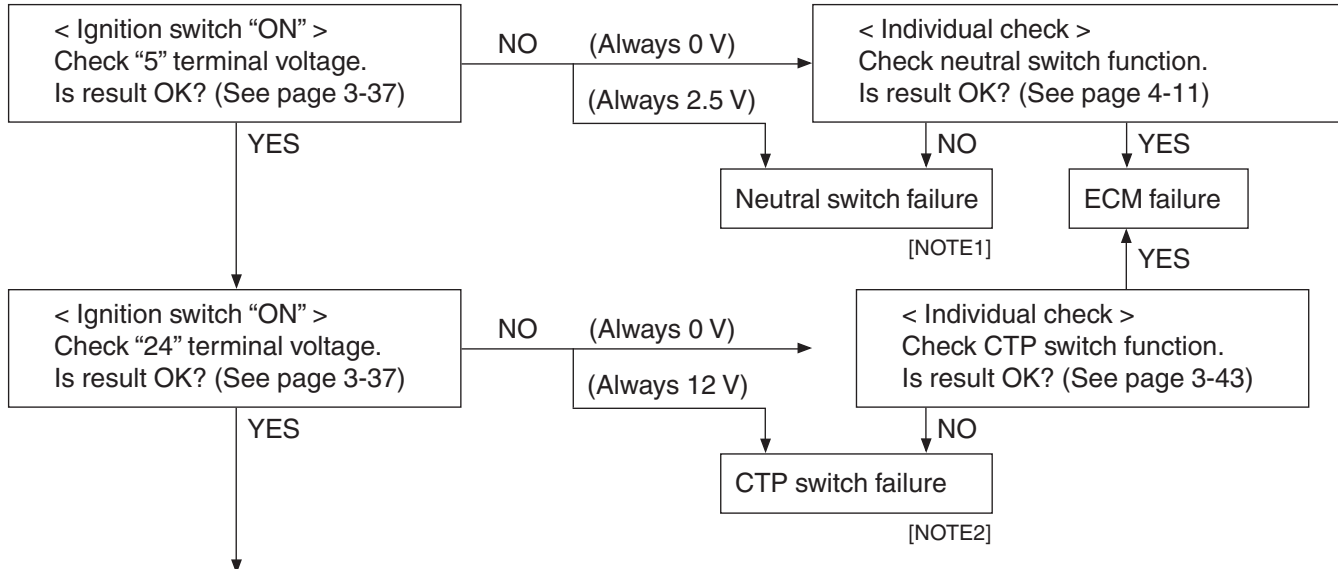 < Ignition switch “ON” >
Check “5” terminal voltage.
Is result OK? (See page 3-37)
NO
(Always 0 V)
(Always 2.5 V)
< Individual check >
Check neutral switch function.
Is result OK? (See page 4-11)
YES
NO
YES
Neutral switch failure
ECM failure
[NOTE1]
YES
< Ignition switch “ON” >
Check “24” terminal voltage.
Is result OK? (See page 3-37)
NO
(Always 0 V)
(Always 12 V)
< Individual check >
Check CTP switch function.
Is result OK? (See page 3-43)
YES
NO
CTP switch failure
[NOTE2]